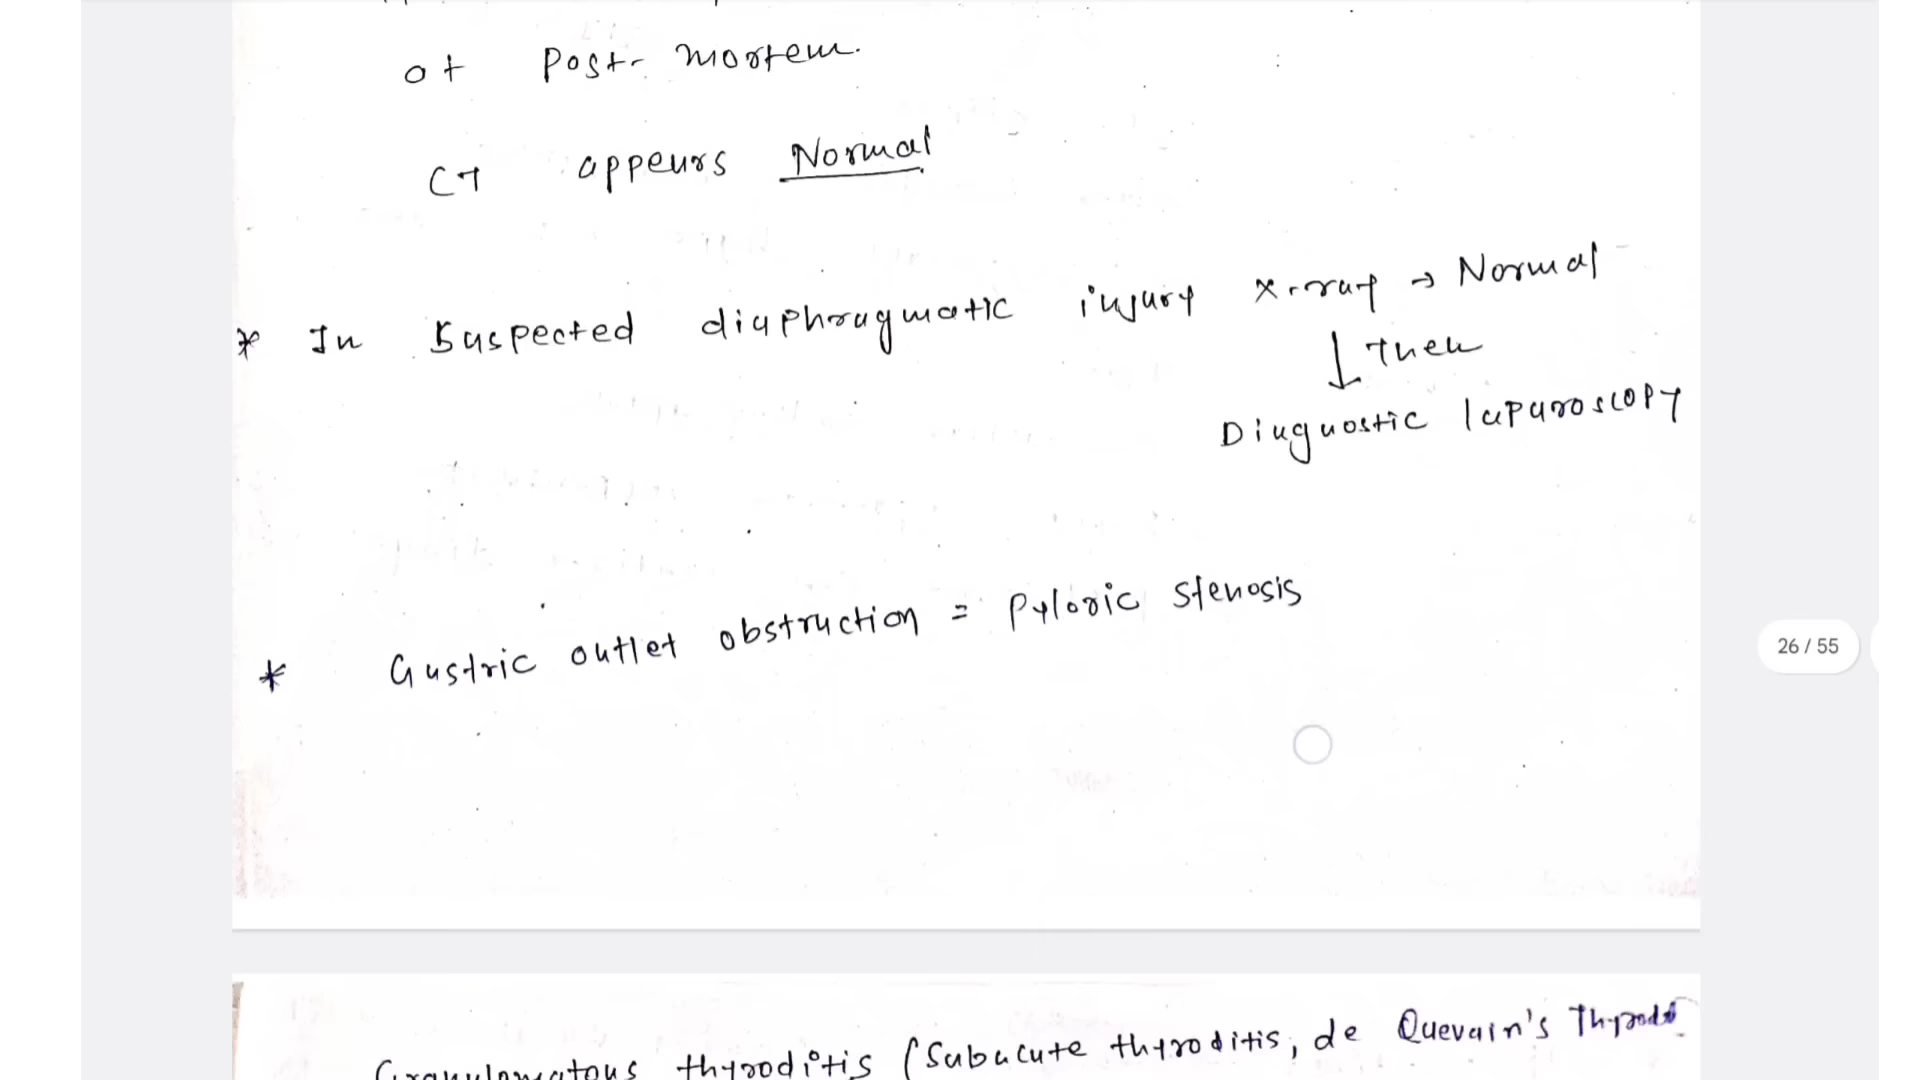 at Post- mortem.
CT appears Normal
* In Suspected diaphragmatic injury X-ray → Normal
↓ Then
Diagnostic laparoscopy
* Gastric outlet obstruction = Pyloric stenosis
26 / 55
Granulomatous thyroditis (Subacute thyroditis, de Quevain's